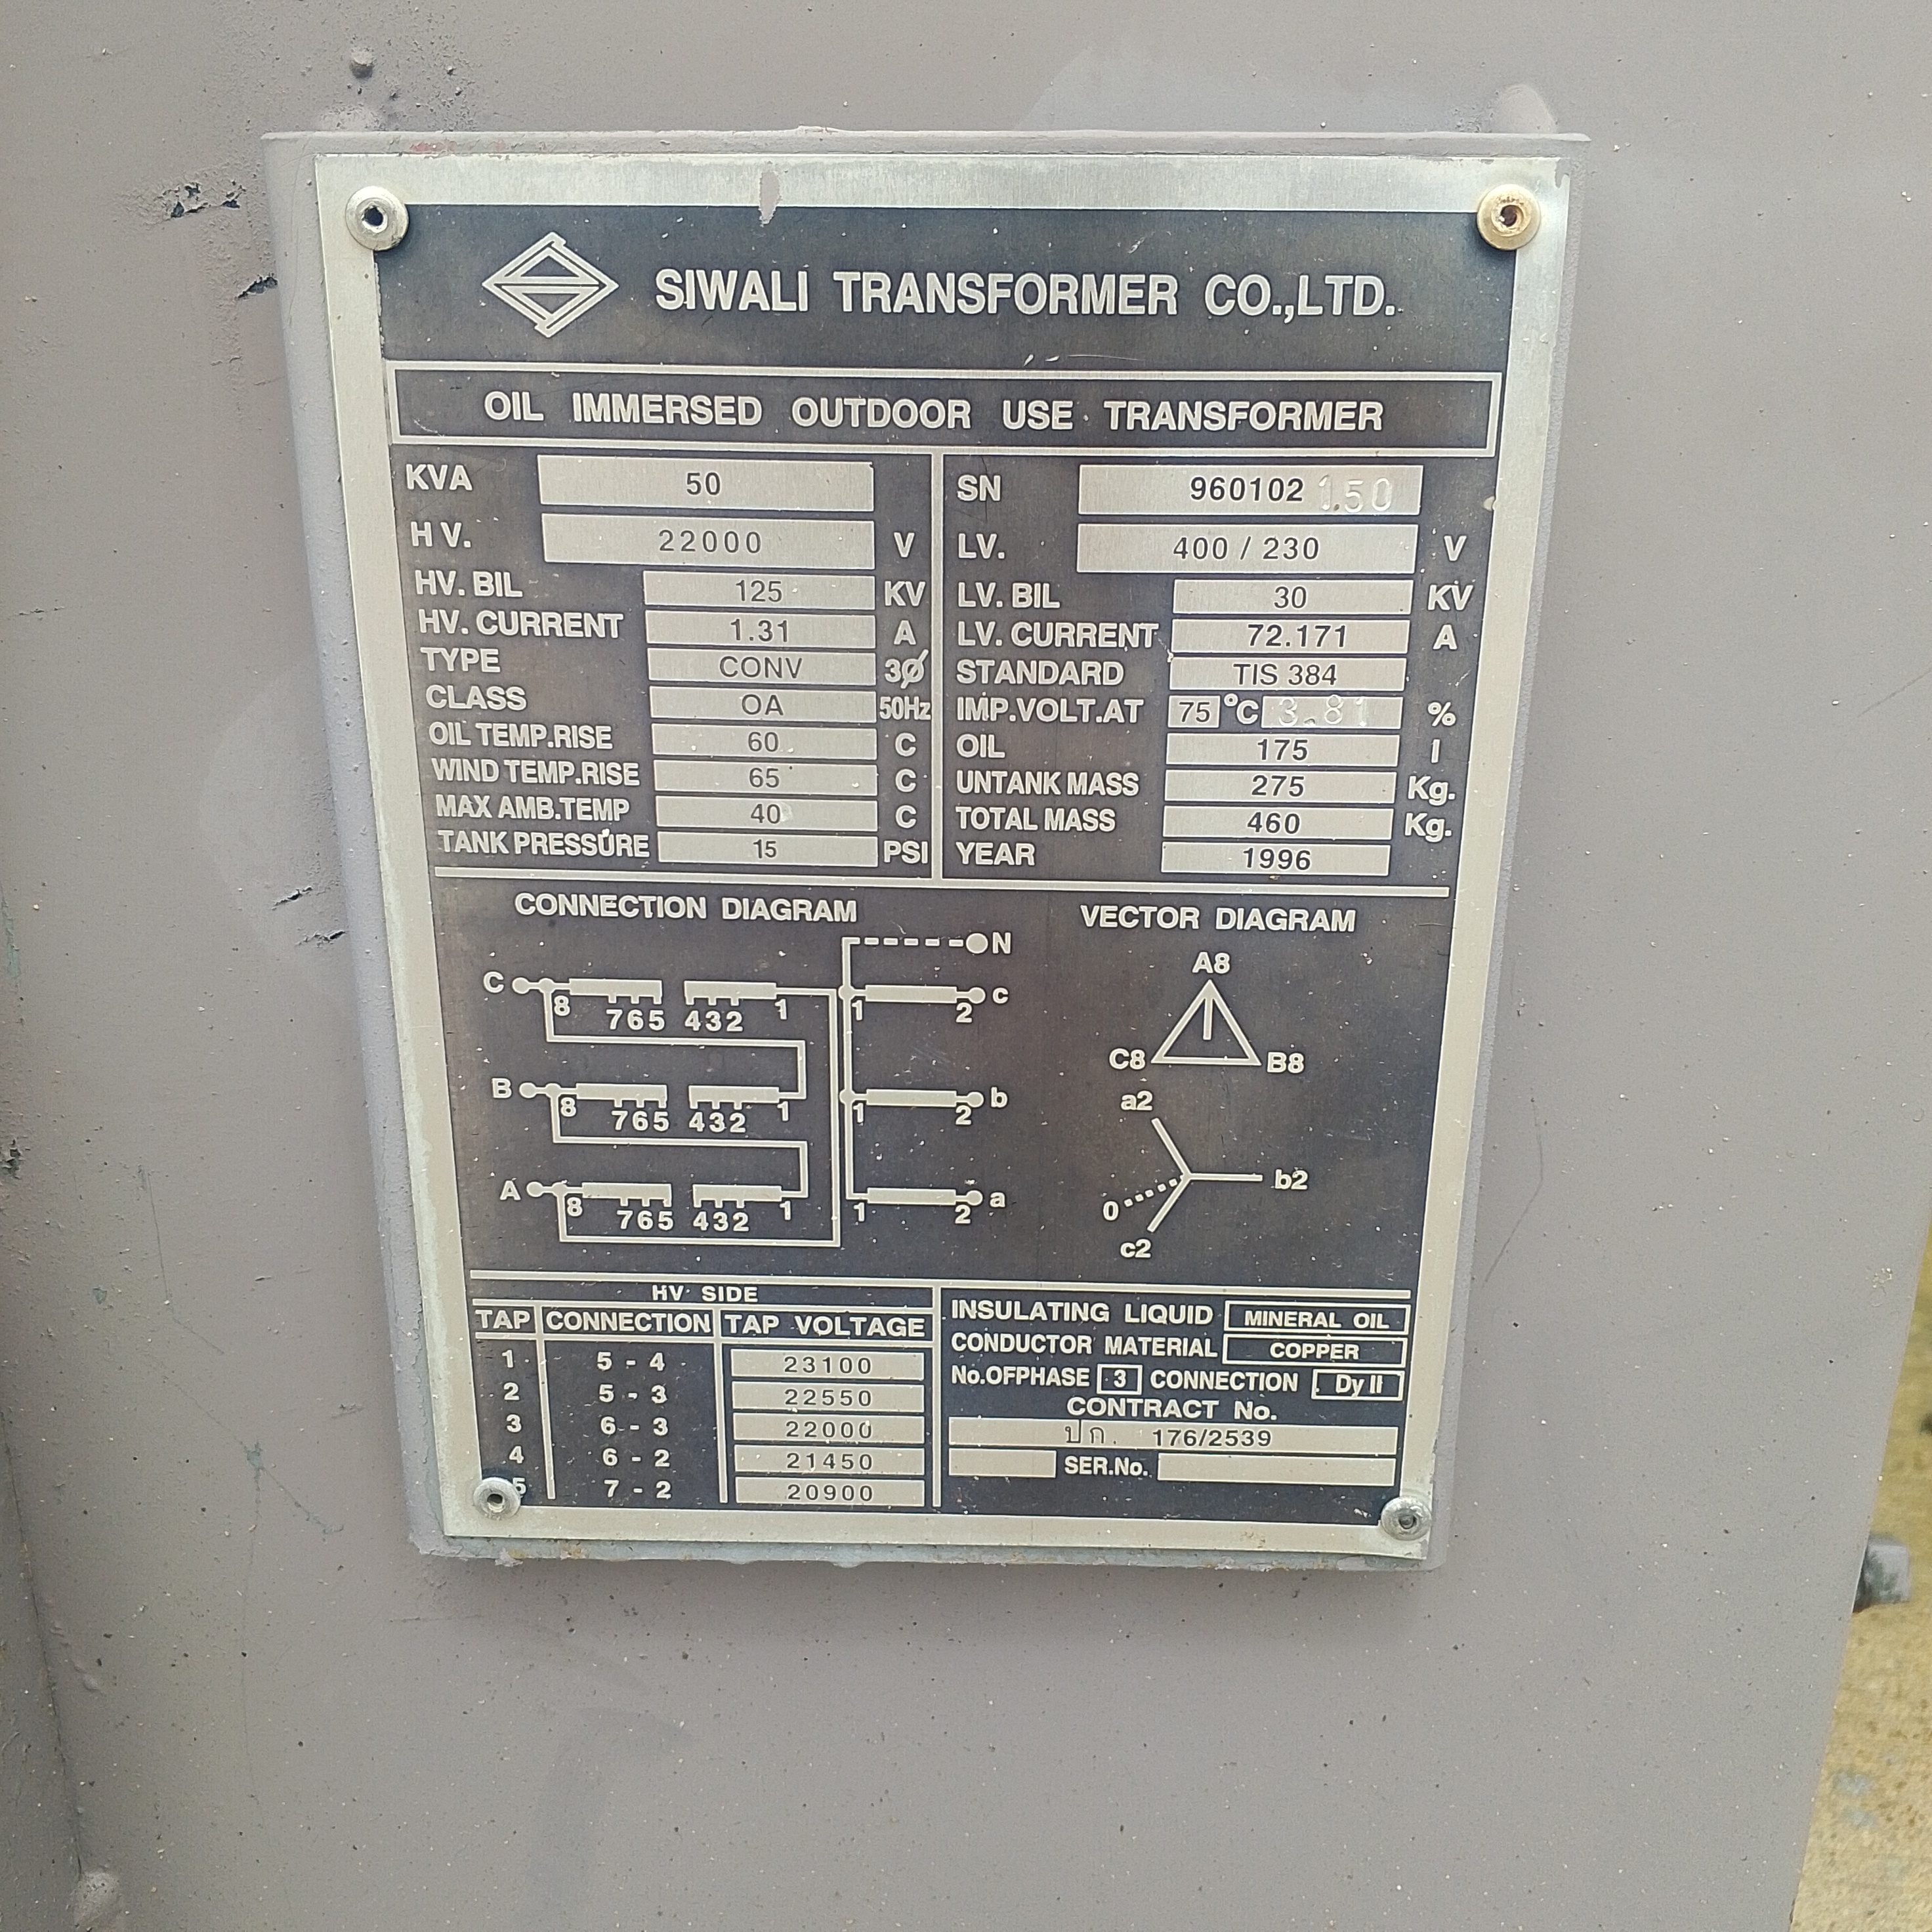 SIWALI TRANSFORMER CO.,LTD.
OIL IMMERSED OUTDOOR USE TRANSFORMER
KVA 50
HV. 22000 V
HV. BIL 125 KV
HV. CURRENT 1.31 A
TYPE CONV 3Ø
CLASS OA 50Hz
OIL TEMP.RISE 60 C
WIND TEMP.RISE 65 C
MAX AMB.TEMP 40 C
TANK PRESSURE 15 PSI
SN 960102 150
LV. 400 / 230 V
LV. BIL 30 KV
LV. CURRENT 72.171 A
STANDARD TIS 384
IMP.VOLT.AT 75 °C 3.81 %
OIL 175 l
UNTANK MASS 275 Kg.
TOTAL MASS 460 Kg.
YEAR 1996
CONNECTION DIAGRAM
N
C 8 765 432 1 1 2 c
B 8 765 432 1 1 2 b
A 8 765 432 1 1 2 a
VECTOR DIAGRAM
A8
C8 B8
a2
b2
0
c2
HV SIDE
TAP CONNECTION TAP VOLTAGE
1 5 - 4 23100
2 5 - 3 22550
3 6 - 3 22000
4 6 - 2 21450
5 7 - 2 20900
INSULATING LIQUID MINERAL OIL
CONDUCTOR MATERIAL COPPER
No.OFPHASE 3 CONNECTION Dy II
CONTRACT No.
ปก. 176/2539
SER.No.